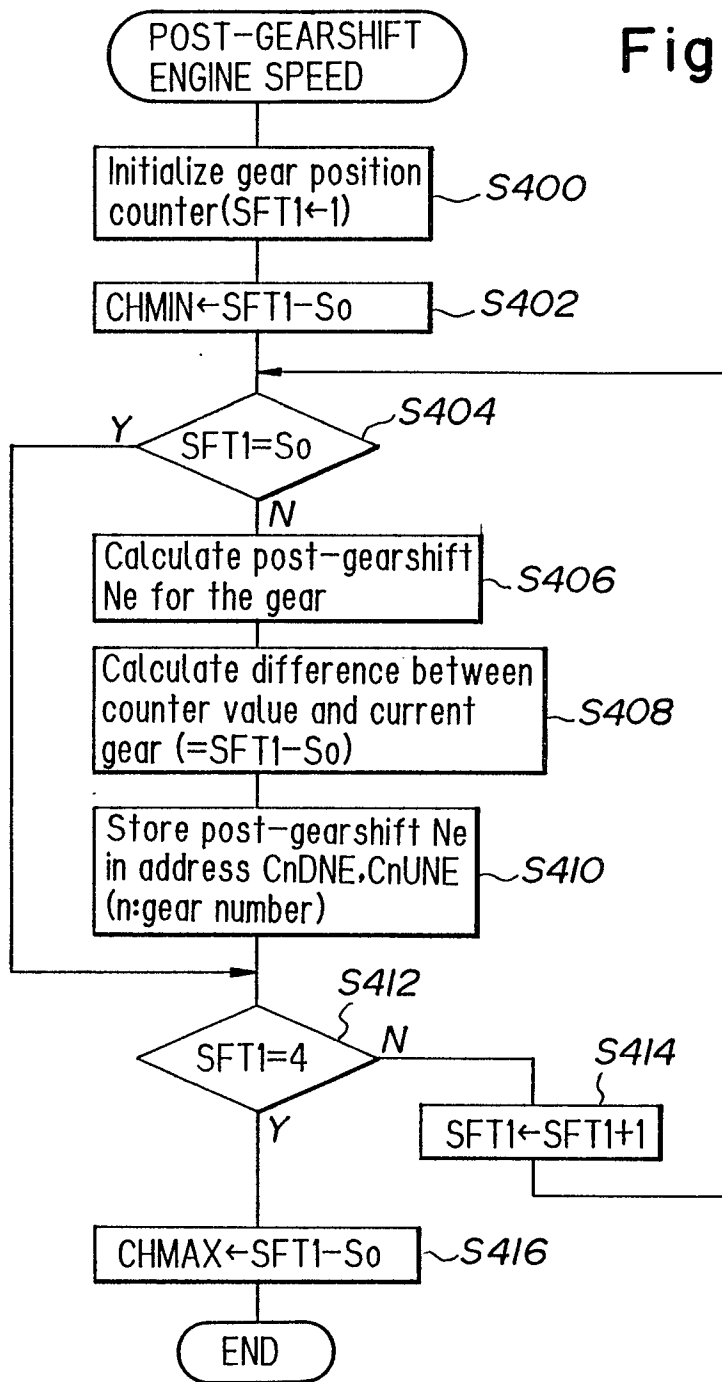 POST-GEARSHIFT
ENGINE SPEED
Fig
Initialize gear position
counter(SFT1←1)
S400
CHMIN←SFT1-So
S402
S404
Y
SFT1=So
N
Calculate post-gearshift
Ne for the gear
S406
Calculate difference between
counter value and current
gear (=SFT1-So)
S408
Store post-gearshift Ne
in address CnDNE,CnUNE
(n:gear number)
S410
S412
SFT1=4
N
S414
SFT1←SFT1+1
Y
CHMAX←SFT1-So
S416
END